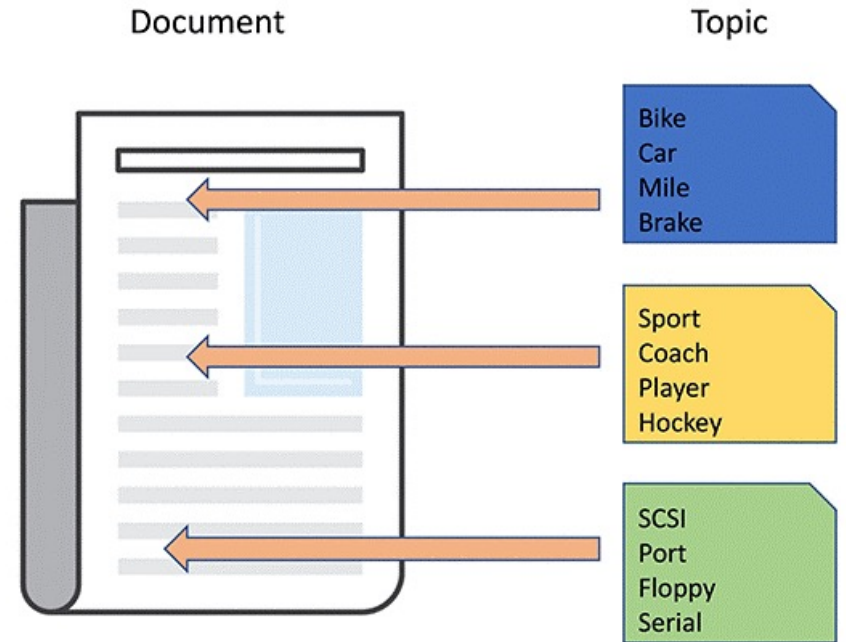 Document
Topic
Bike
Car
Mile
Brake
Sport
Coach
Player
Hockey
SCSI
Port
Floppy
Serial